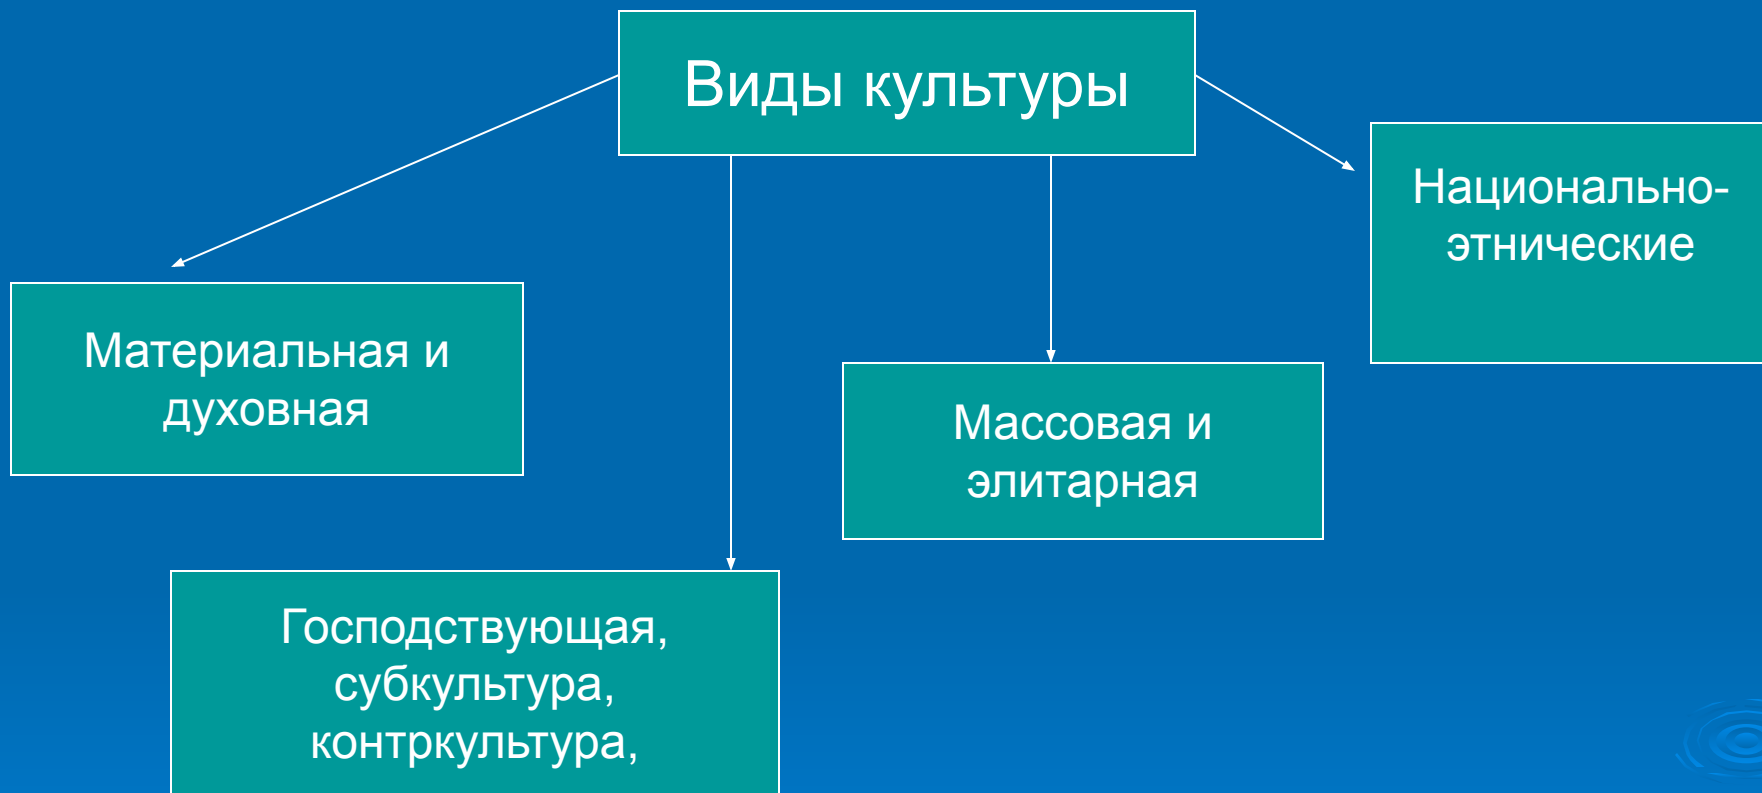 Виды культуры
Национально-
этнические
Материальная и
духовная
Массовая и
элитарная
Господствующая,
субкультура,
контркультура,